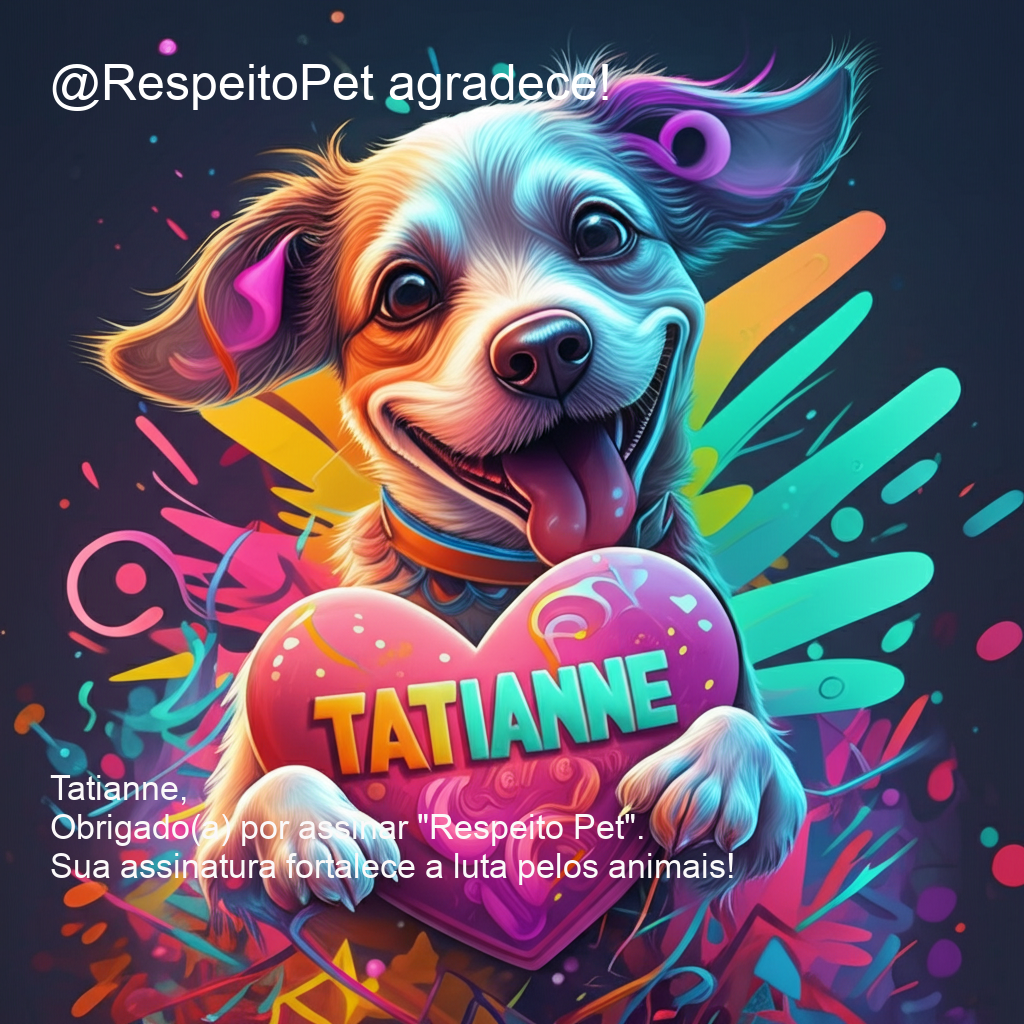 @RespeitoPet agradece!
TATIANNE
Tatianne,
Obrigado(a) por assinar "Respeito Pet".
Sua assinatura fortalece a luta pelos animais!